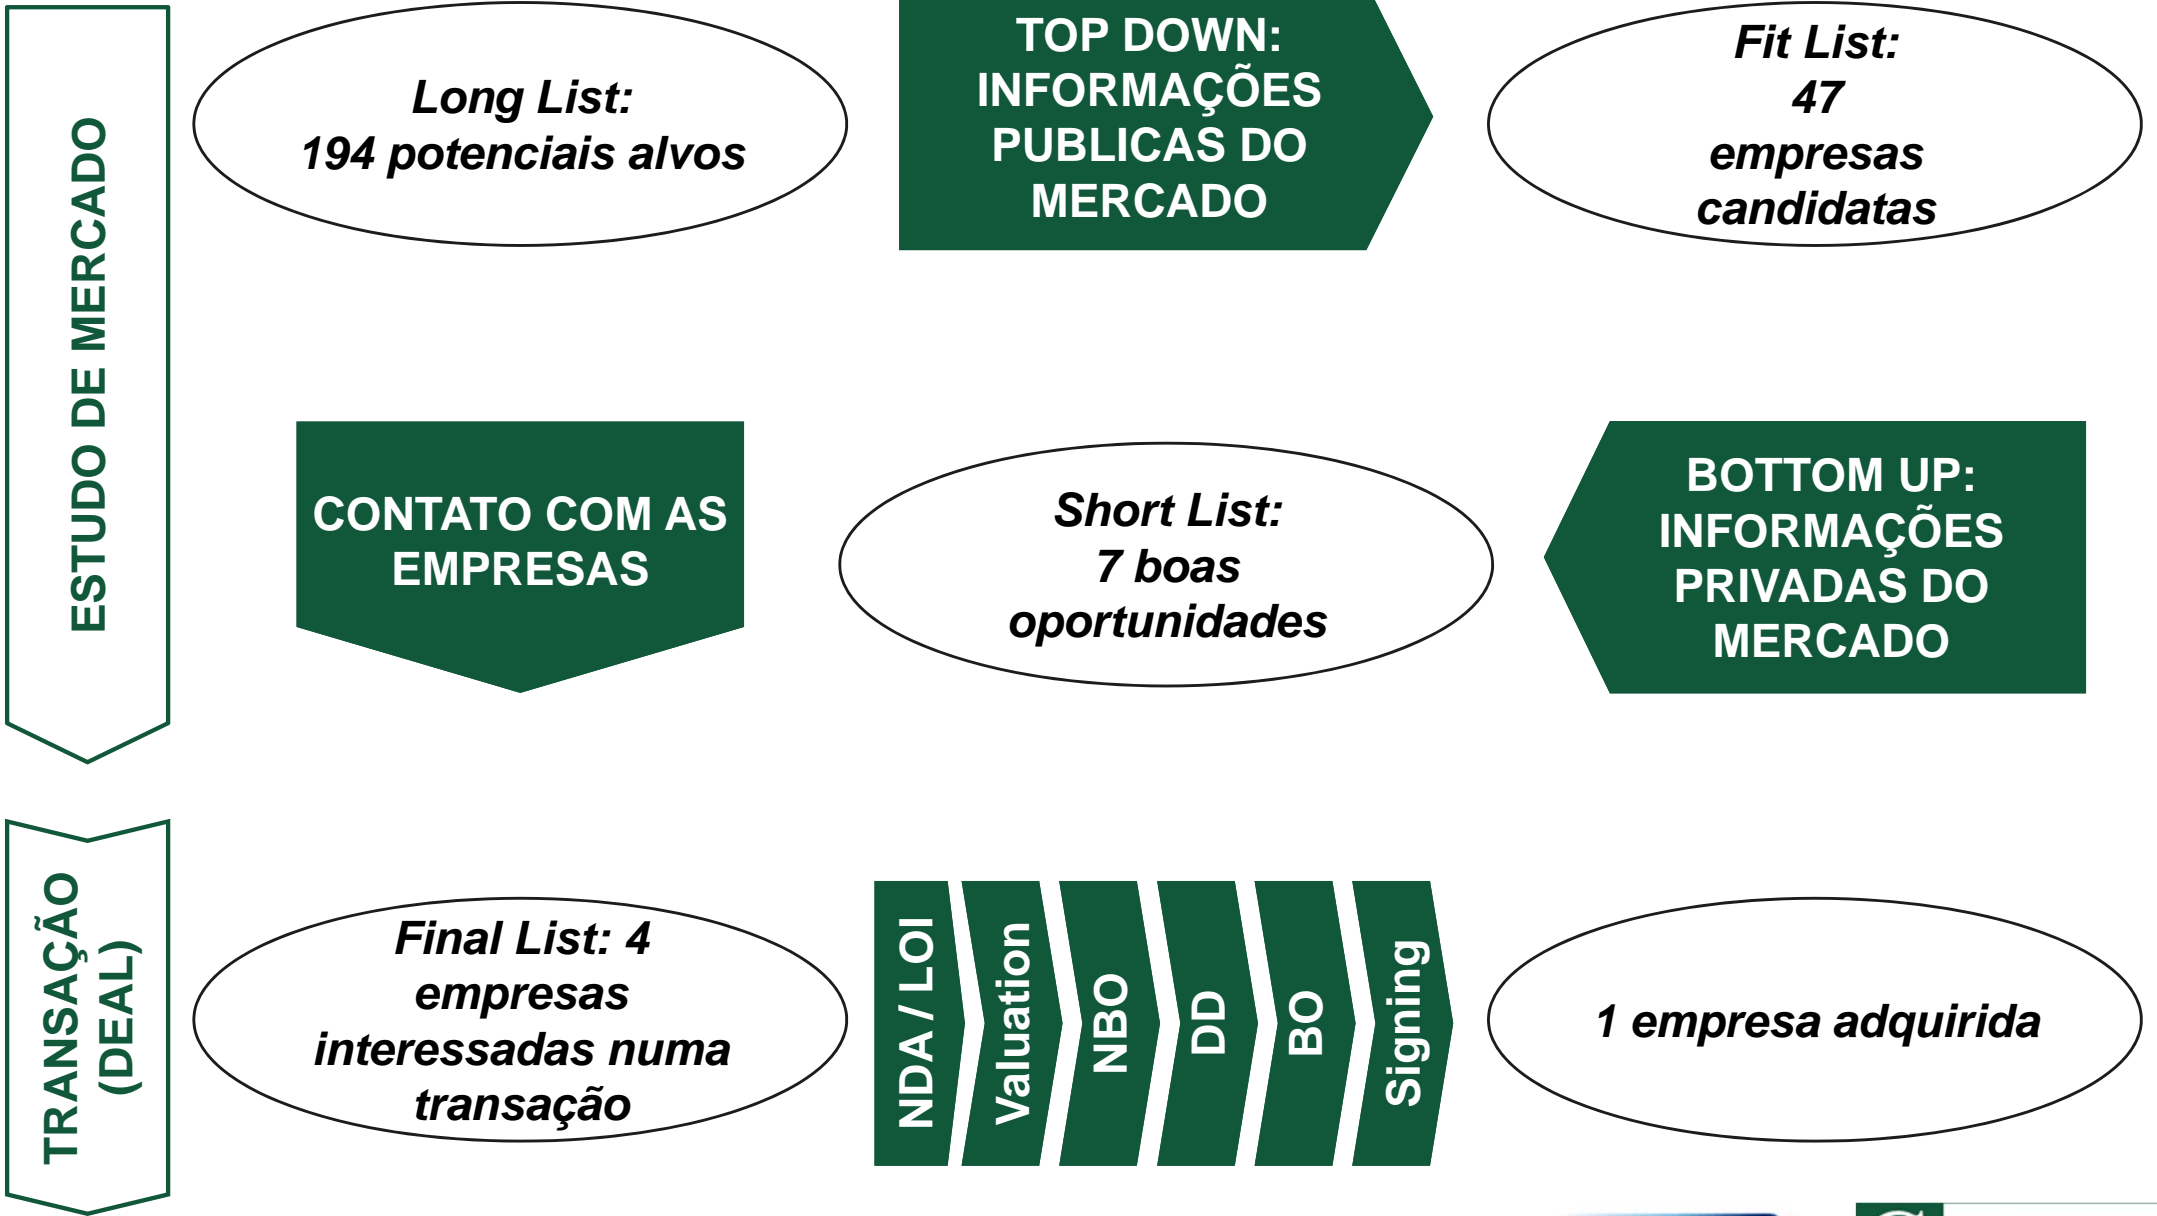 ESTUDO DE MERCADO
Long List:
194 potenciais alvos
TOP DOWN:
INFORMAÇÕES
PUBLICAS DO
MERCADO
Fit List:
47
empresas
candidatas
BOTTOM UP:
INFORMAÇÕES
PRIVADAS DO
MERCADO
Short List:
7 boas
oportunidades
CONTATO COM AS
EMPRESAS
TRANSAÇÃO
(DEAL)
Final List: 4
empresas
interessadas numa
transação
NDA / LOI
Valuation
NBO
DD
BO
Signing
1 empresa adquirida